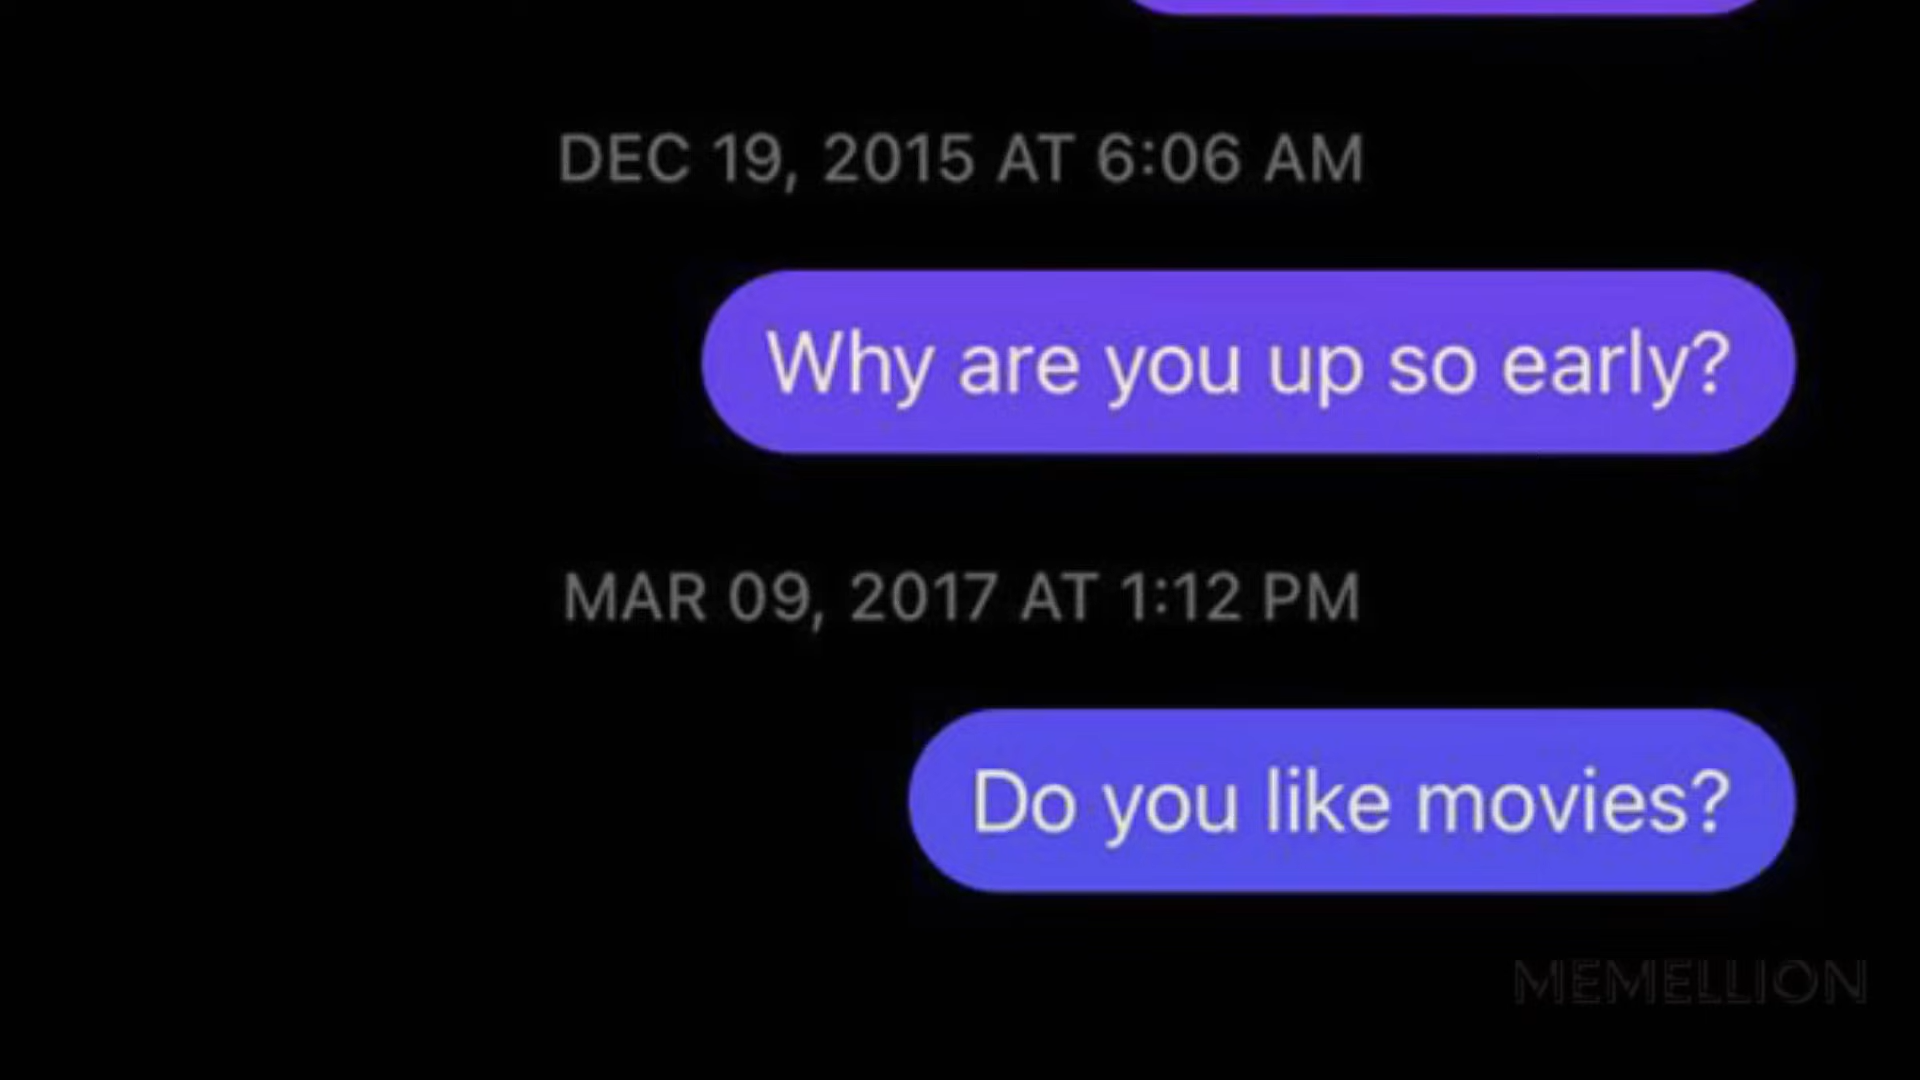 DEC 19, 2015 AT 6:06 AM
Why are you up so early?
MAR 09, 2017 AT 1:12 PM
Do you like movies?
MEMELLION